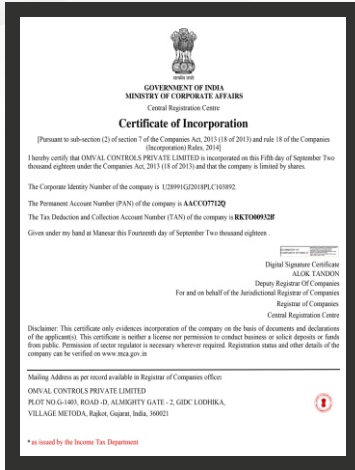 GOVERNMENT OF INDIA
MINISTRY OF CORPORATE AFFAIRS
Central Registration Centre
Certificate of Incorporation
[Pursuant to sub-section (2) of section 7 of the Companies Act, 2013 (18 of 2013) and rule 18 of the Companies
(Incorporation) Rules, 2014]
I hereby certify that OMVAL CONTROLS PRIVATE LIMITED is incorporated on this Fifth day of September Two
thousand eighteen under the Companies Act, 2013 (18 of 2013) and that the company is limited by shares.
The Corporate Identity Number of the company is U28991GJ2018PLC103892.
The Permanent Account Number (PAN) of the company is AACCO7712Q
The Tax Deduction and Collection Account Number (TAN) of the company is RKTO00932B
Given under my hand at Manesar this Fourteenth day of September Two thousand eighteen .
Digital Signature Certificate
ALOK TANDON
Deputy Registrar Of Companies
For and on behalf of the Jurisdictional Registrar of Companies
Registrar of Companies
Central Registration Centre
Disclaimer: This certificate only evidences incorporation of the company on the basis of documents and declarations
of the applicant(s). This certificate is neither a license nor permission to conduct business or solicit deposits or funds
from public. Permission of sector regulator is necessary wherever required. Registration status and other details of the
company can be verified on www.mca.gov.in
Mailing Address as per record available in Registrar of Companies office:
OMVAL CONTROLS PRIVATE LIMITED
PLOT NO.G-1403, ROAD -D, ALMIGHTY GATE - 2, GIDC LODHIKA,
VILLAGE METODA, Rajkot, Gujarat, India, 360021
* as issued by the Income Tax Department